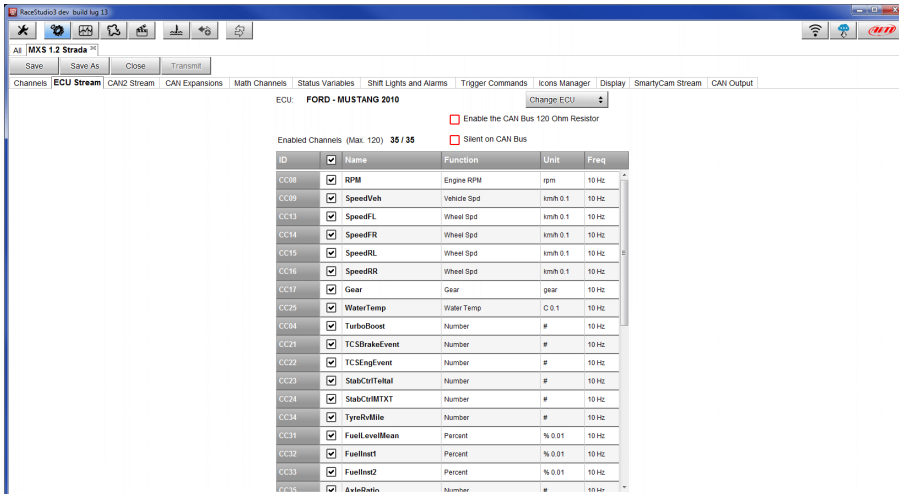 RaceStudio3 dev build lug 13
AiM
All MXS 1.2 Strada
Save Save As Close Transmit
Channels ECU Stream CAN2 Stream CAN Expansions Math Channels Status Variables Shift Lights and Alarms Trigger Commands Icons Manager Display SmartyCam Stream CAN Output
ECU: FORD - MUSTANG 2010 Change ECU
Enable the CAN Bus 120 Ohm Resistor
Enabled Channels (Max. 120) 35 / 35 Silent on CAN Bus
ID Name Function Unit Freq
CC08 RPM Engine RPM rpm 10 Hz
CC09 SpeedVeh Vehicle Spd km/h 0.1 10 Hz
CC13 SpeedFL Wheel Spd km/h 0.1 10 Hz
CC14 SpeedFR Wheel Spd km/h 0.1 10 Hz
CC15 SpeedRL Wheel Spd km/h 0.1 10 Hz
CC16 SpeedRR Wheel Spd km/h 0.1 10 Hz
CC17 Gear Gear gear 10 Hz
CC25 WaterTemp Water Temp C 0.1 10 Hz
CC04 TurboBoost Number # 10 Hz
CC21 TCSBrakeEvent Number # 10 Hz
CC22 TCSEngEvent Number # 10 Hz
CC23 StabCtrlTeltal Number # 10 Hz
CC24 StabCtrlMTXT Number # 10 Hz
CC34 TyreRvMile Number # 10 Hz
CC31 FuelLevelMean Percent % 0.01 10 Hz
CC32 FuelInst1 Percent % 0.01 10 Hz
CC33 FuelInst2 Percent % 0.01 10 Hz
CC35 AxleRatio Number # 10 Hz